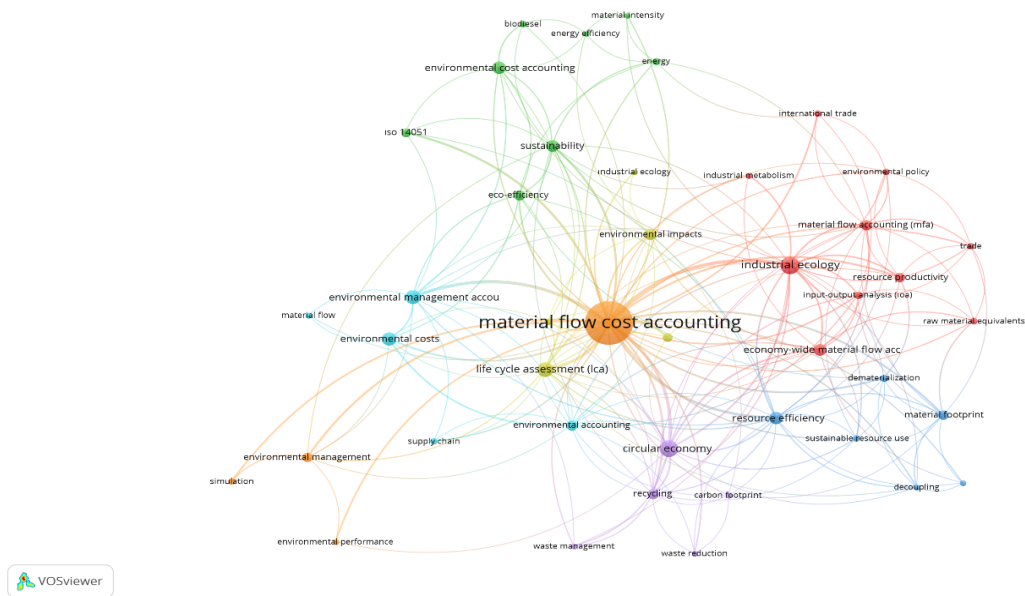 material intensity
biodiesel
energy efficiency
energy
environmental cost accounting
international trade
iso 14051
sustainability
industrial ecology
industrial metabolism
environmental policy
eco-efficiency
material flow accounting (mfa)
environmental impacts
trade
industrial ecology
resource productivity
environmental management accou
input-output analysis (ioa)
material flow
material flow cost accounting
raw material equivalents
environmental costs
economy-wide material flow acc.
life cycle assessment (lca)
dematerialization
material footprint
resource efficiency
environmental accounting
sustainable resource use
supply chain
circular economy
environmental management
simulation
decoupling
recycling
carbon footprint
environmental performance
waste management
waste reduction
VOSviewer